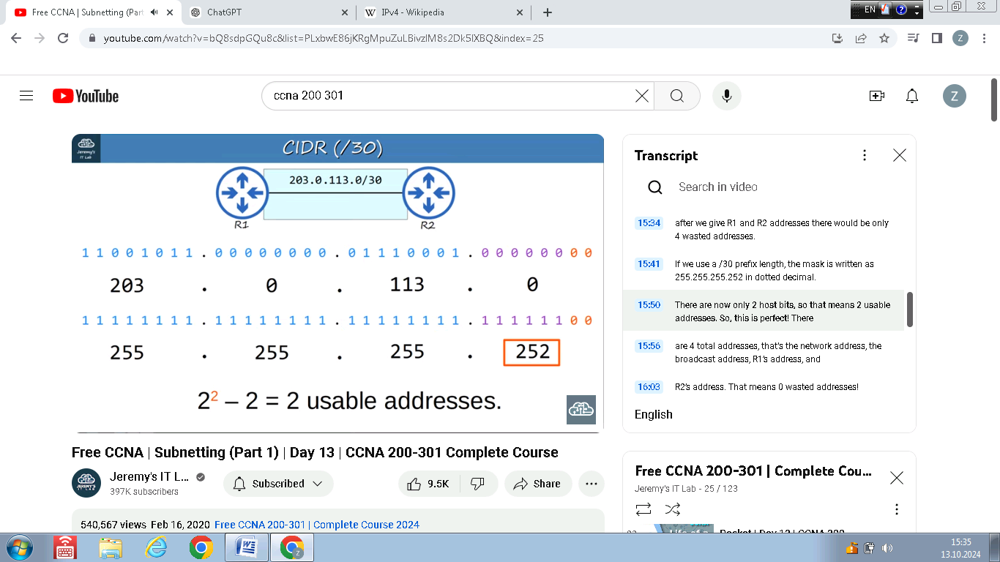 Free CCNA | Subnetting (Part
ChatGPT
IPv4 - Wikipedia
EN
youtube.com/watch?v=bQ8sdpGQu8c&list=PLxbwE86jKRgMpuZuLBivzlM8s2Dk5lXBQ&index=25
Z
YouTube
ccna 200 301
Z
Jeremy's
IT Lab
CIDR (/30)
203.0.113.0/30
R1
R2
1 1 0 0 1 0 1 1 . 0 0 0 0 0 0 0 0 . 0 1 1 1 0 0 0 1 . 0 0 0 0 0 0 0 0
203 . 0 . 113 . 0
1 1 1 1 1 1 1 1 . 1 1 1 1 1 1 1 1 . 1 1 1 1 1 1 1 1 . 1 1 1 1 1 1 0 0
255 . 255 . 255 . 252
2² – 2 = 2 usable addresses.
Transcript
Search in video
15:34
after we give R1 and R2 addresses there would be only
4 wasted addresses.
15:41
If we use a /30 prefix length, the mask is written as
255.255.255.252 in dotted decimal.
15:50
There are now only 2 host bits, so that means 2 usable
addresses. So, this is perfect! There
15:56
are 4 total addresses, that's the network address, the
broadcast address, R1's address, and
16:03
R2's address. That means 0 wasted addresses!
English
Free CCNA | Subnetting (Part 1) | Day 13 | CCNA 200-301 Complete Course
JEREMY'S
IT LAB
Jeremy's IT L...
397K subscribers
Subscribed
9.5K
Share
540,567 views Feb 16, 2020 Free CCNA 200-301 | Complete Course 2024
Free CCNA 200-301 | Complete Cou...
Jeremy's IT Lab - 25 / 123
Life of a
Packet | Day 12 | CCNA 200
Z
15:35
13.10.2024